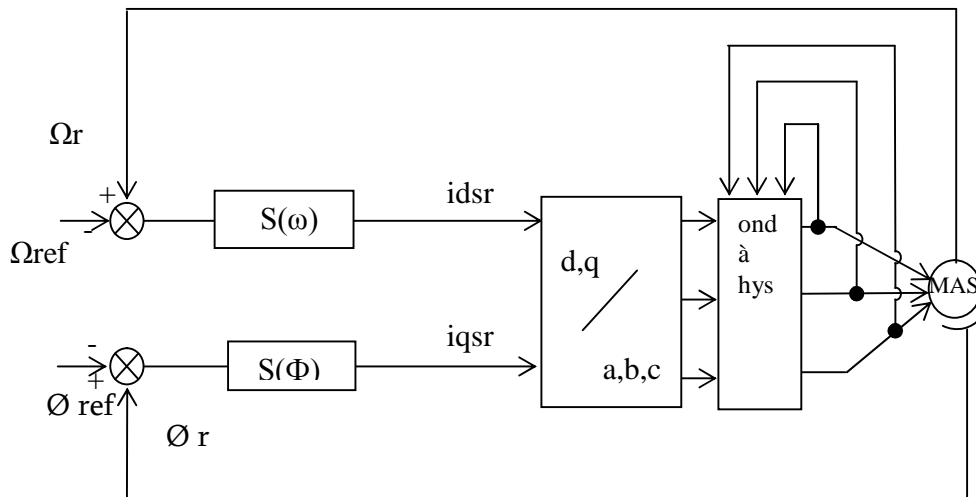 Ωr
+
-
Ωref
S(ω)
idsr
d,q
a,b,c
ond
à
hys
MAS
-
+
Ø ref
S(Φ)
iqsr
Ø r